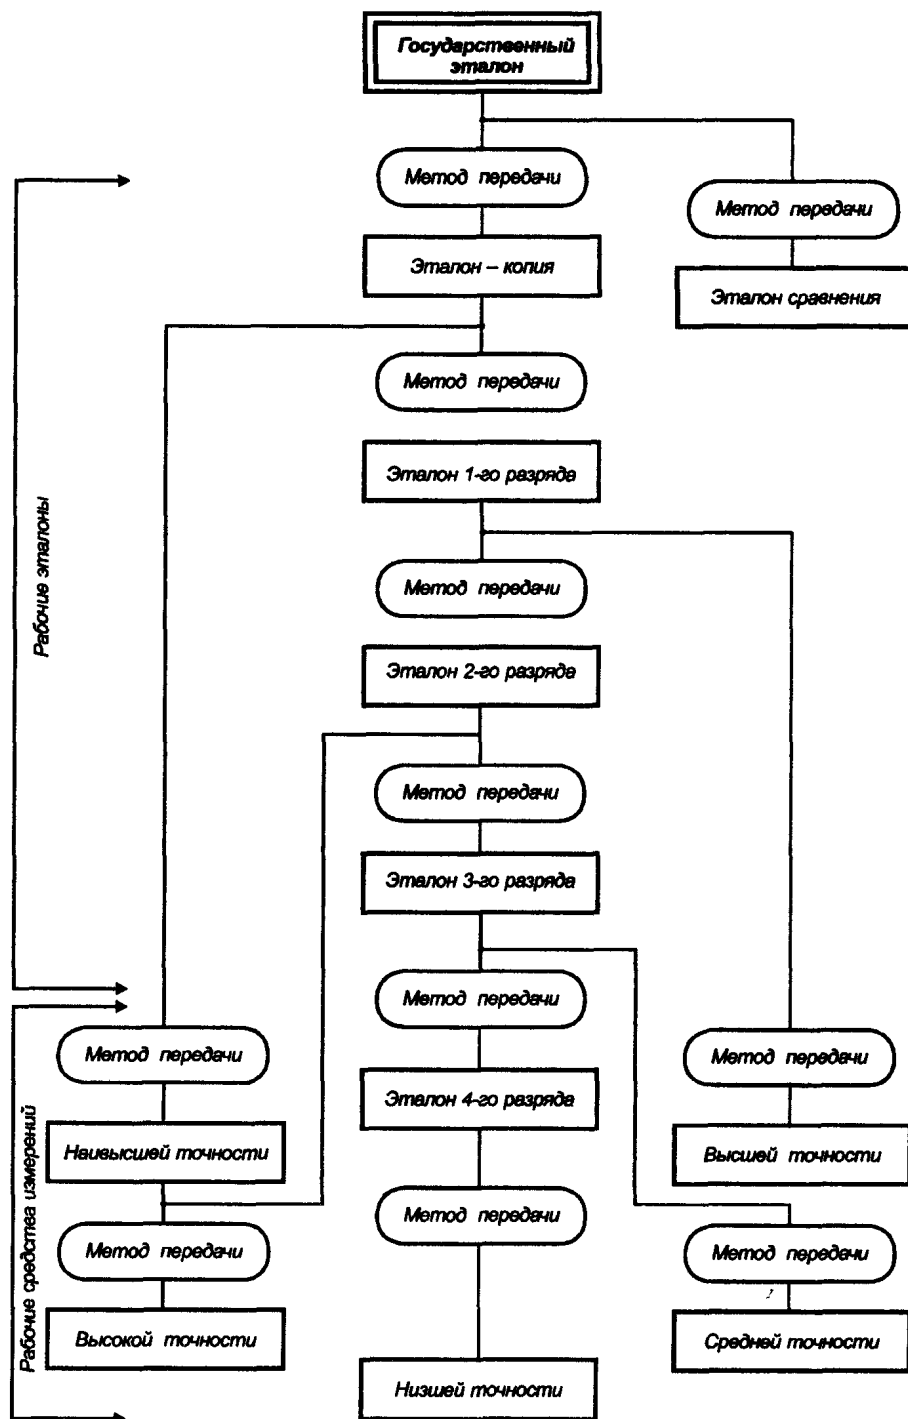 Государственный
эталон
Метод передачи
Метод передачи
Эталон – копия
Эталон сравнения
Метод передачи
Эталон 1-го разряда
Рабочие эталоны
Метод передачи
Эталон 2-го разряда
Метод передачи
Эталон 3-го разряда
Метод передачи
Метод передачи
Метод передачи
Эталон 4-го разряда
Рабочие средства измерений
Наивысшей точности
Высшей точности
Метод передачи
Метод передачи
Метод передачи
Высокой точности
Средней точности
Низшей точности